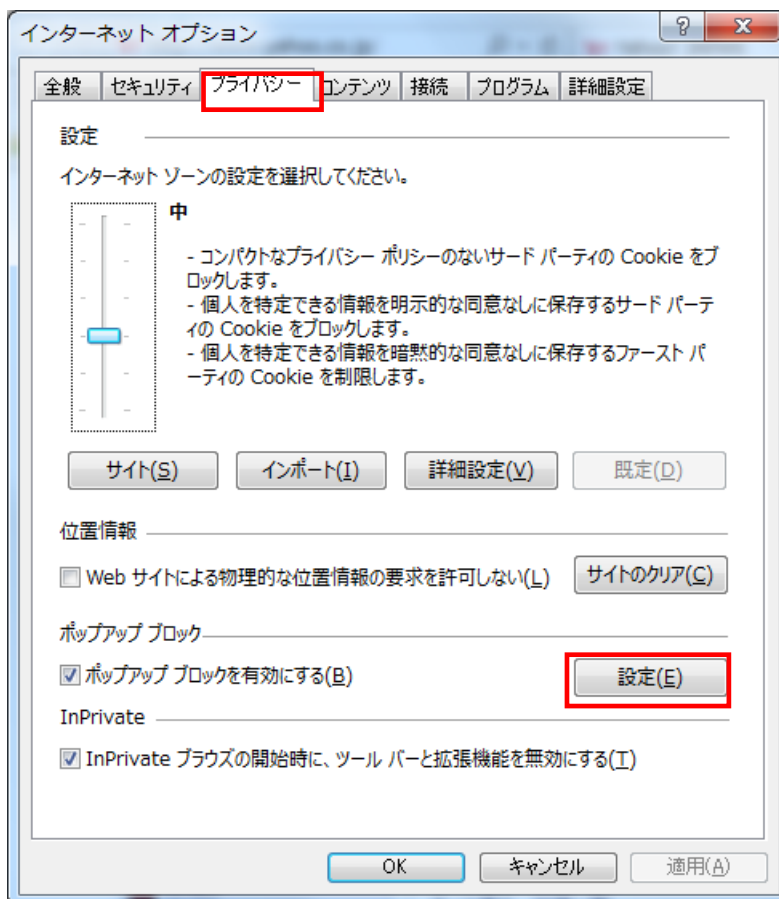 インターネット オプション
全般 セキュリティ プライバシー コンテンツ 接続 プログラム 詳細設定
設定
インターネット ゾーンの設定を選択してください。
中
- コンパクトなプライバシー ポリシーのないサード パーティの Cookie をブ
ロックします。
- 個人を特定できる情報を明示的な同意なしに保存するサード パーテ
ィの Cookie をブロックします。
- 個人を特定できる情報を暗黙的な同意なしに保存するファースト パ
ーティの Cookie を制限します。
サイト(S) インポート(I) 詳細設定(V) 既定(D)
位置情報
Web サイトによる物理的な位置情報の要求を許可しない(L) サイトのクリア(C)
ポップアップ ブロック
ポップアップ ブロックを有効にする(B) 設定(E)
InPrivate
InPrivate ブラウズの開始時に、ツール バーと拡張機能を無効にする(T)
OK キャンセル 適用(A)